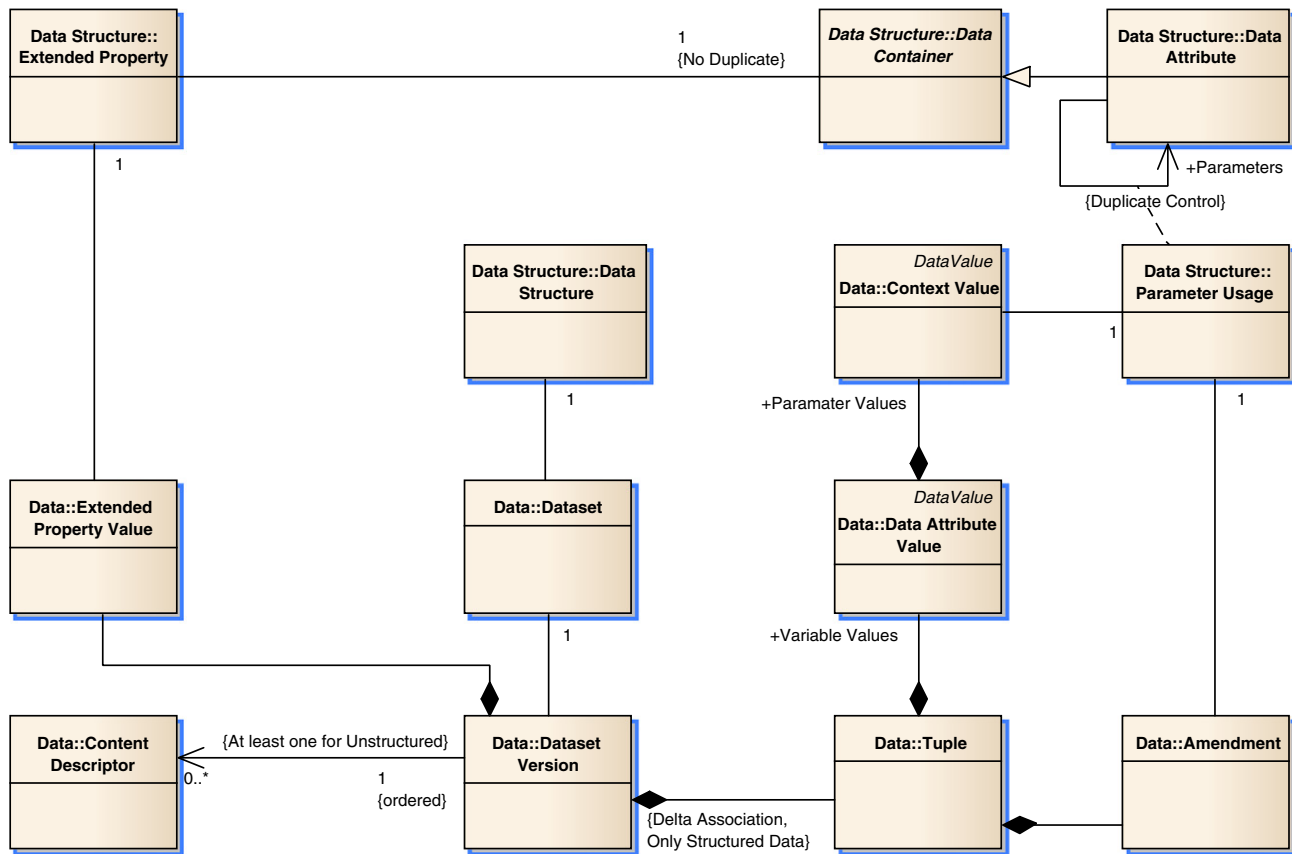 Data Structure::
Extended Property
1
{No Duplicate}
Data Structure::Data
Container
Data Structure::Data
Attribute
1
+Parameters
{Duplicate Control}
Data Structure::Data
Structure
DataValue
Data::Context Value
Data Structure::
Parameter Usage
1
1
+Paramater Values
1
Data::Extended
Property Value
Data::Dataset
DataValue
Data::Data Attribute
Value
1
+Variable Values
Data::Content
Descriptor
{At least one for Unstructured}
0..*
1
{ordered}
Data::Dataset
Version
{Delta Association,
Only Structured Data}
Data::Tuple
Data::Amendment